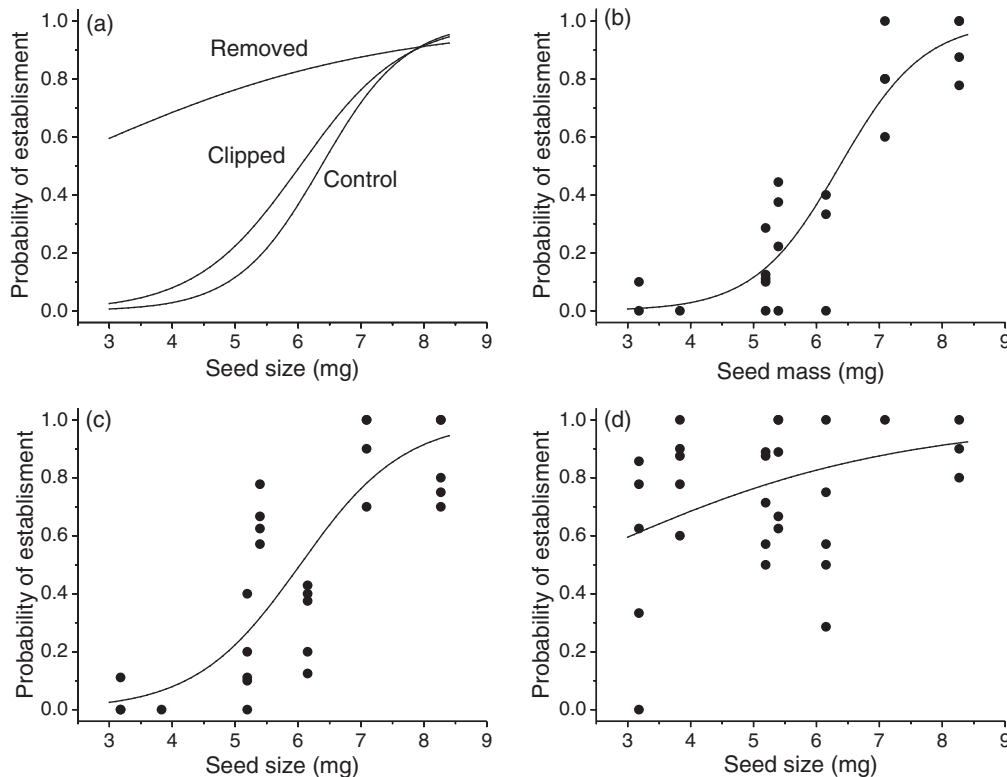 (a)
Probability of establisment
1.0
0.8
0.6
0.4
0.2
0.0
Removed
Clipped
Control
3 4 5 6 7 8 9
Seed size (mg)
(b)
Probability of establisment
1.0
0.8
0.6
0.4
0.2
0.0
3 4 5 6 7 8 9
Seed mass (mg)
(c)
Probability of establisment
1.0
0.8
0.6
0.4
0.2
0.0
3 4 5 6 7 8 9
Seed size (mg)
(d)
Probability of establisment
1.0
0.8
0.6
0.4
0.2
0.0
3 4 5 6 7 8 9
Seed size (mg)